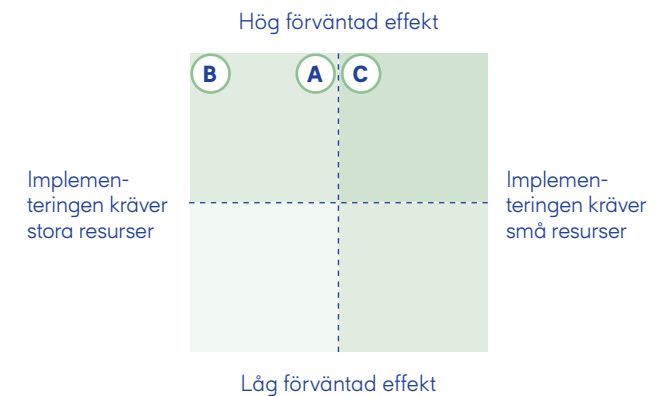 Hög förväntad effekt
B
A
C
Implemen-
teringen kräver
stora resurser
Implemen-
teringen kräver
små resurser
Låg förväntad effekt